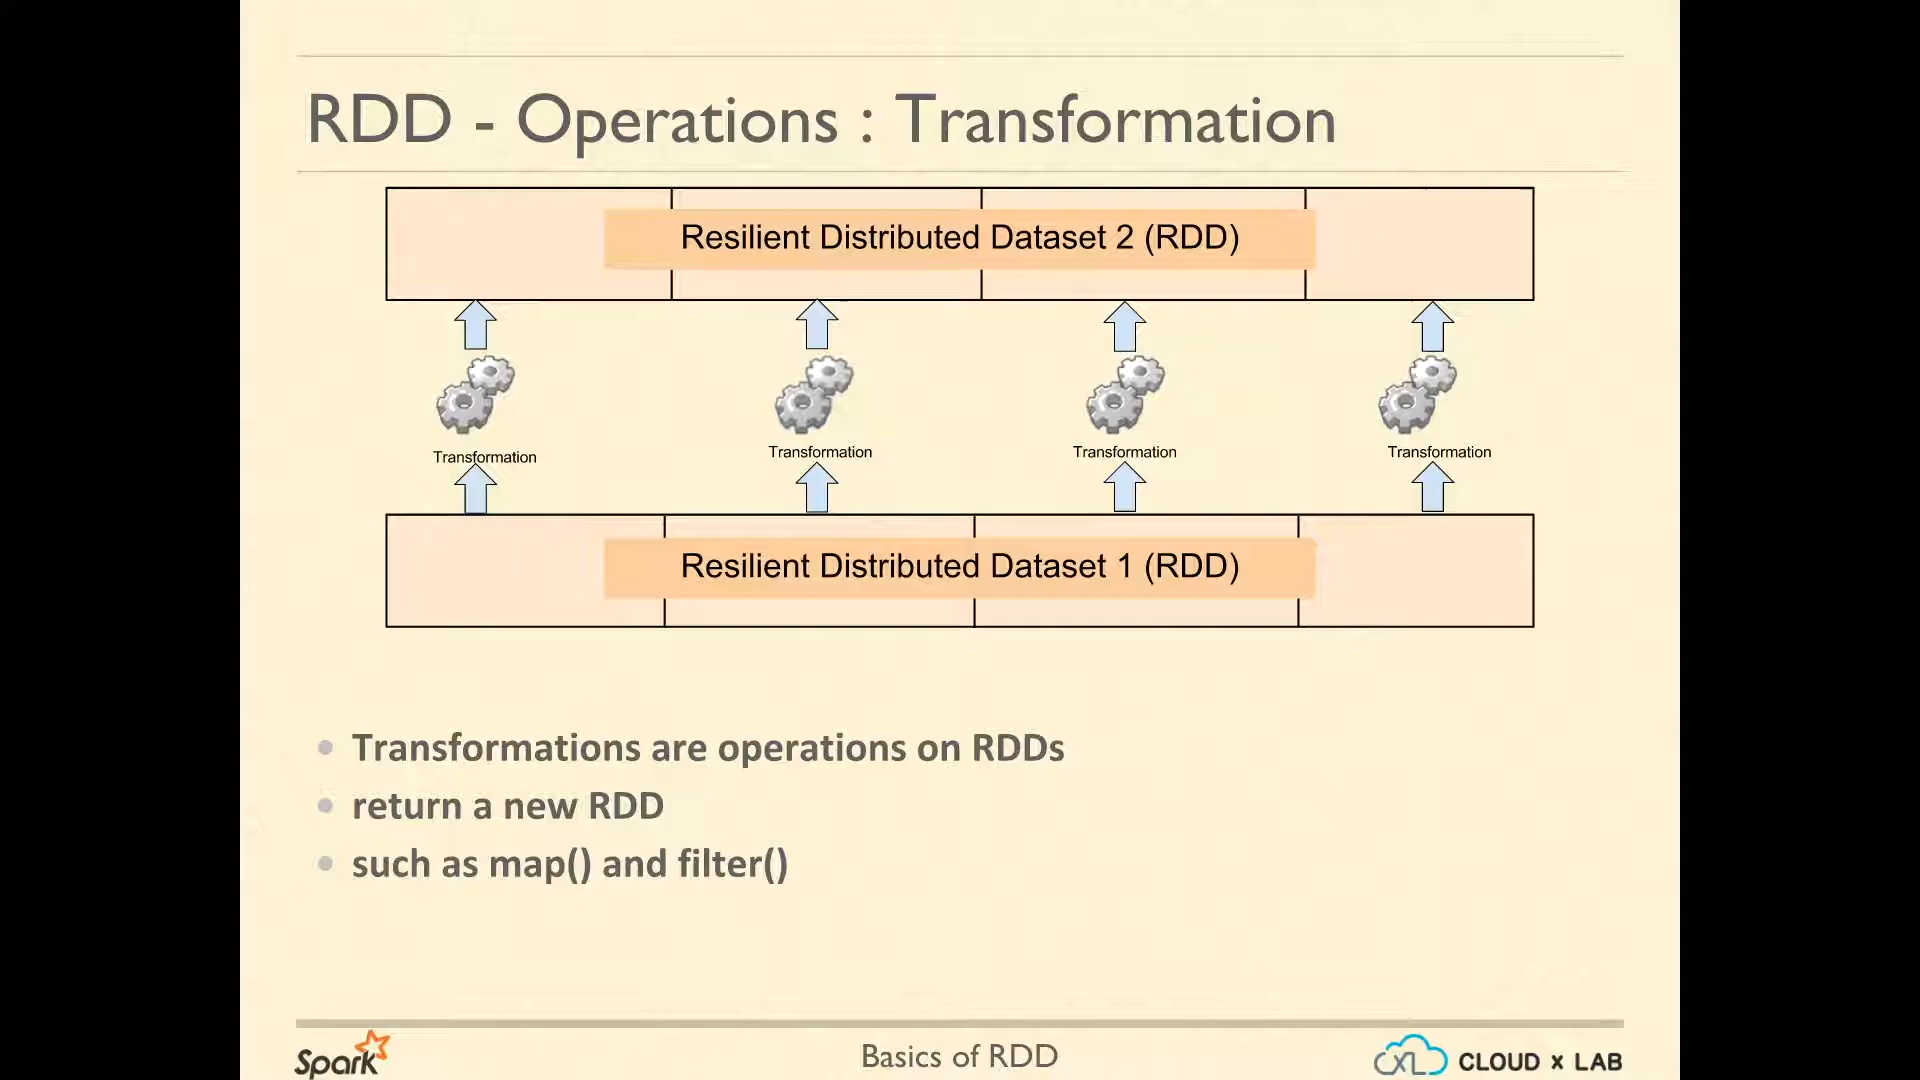 RDD - Operations : Transformation
Resilient Distributed Dataset 2 (RDD)
Transformation
Transformation
Transformation
Transformation
Resilient Distributed Dataset 1 (RDD)
Transformations are operations on RDDs
return a new RDD
such as map() and filter()
Spark
Basics of RDD
XL CLOUD x LAB